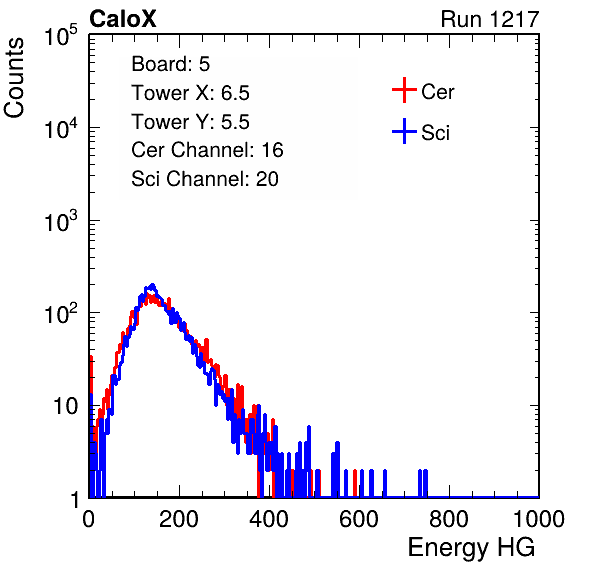 CaloX Run 1217
Counts
10^5
10^4
10^3
10^2
10
1
Board: 5
Tower X: 6.5
Tower Y: 5.5
Cer Channel: 16
Sci Channel: 20
Cer
Sci
0 200 400 600 800 1000
Energy HG